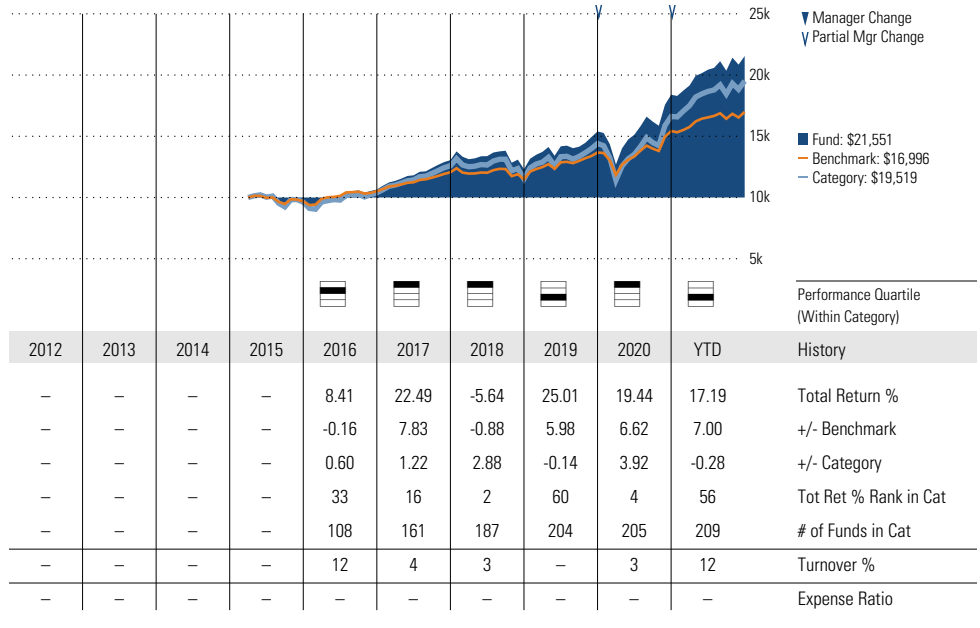 25k
▼ Manager Change
Partial Mgr Change
20k
15k
Fund: $21,551
Benchmark: $16,996
Category: $19,519
10k
5k
Performance Quartile
(Within Category)
2012 2013 2014 2015 2016 2017 2018 2019 2020 YTD History
– – – – 8.41 22.49 -5.64 25.01 19.44 17.19 Total Return %
– – – – -0.16 7.83 -0.88 5.98 6.62 7.00 +/- Benchmark
– – – – 0.60 1.22 2.88 -0.14 3.92 -0.28 +/- Category
– – – – 33 16 2 60 4 56 Tot Ret % Rank in Cat
– – – – 108 161 187 204 205 209 # of Funds in Cat
– – – – 12 4 3 – 3 12 Turnover %
– – – – – – – – – – Expense Ratio